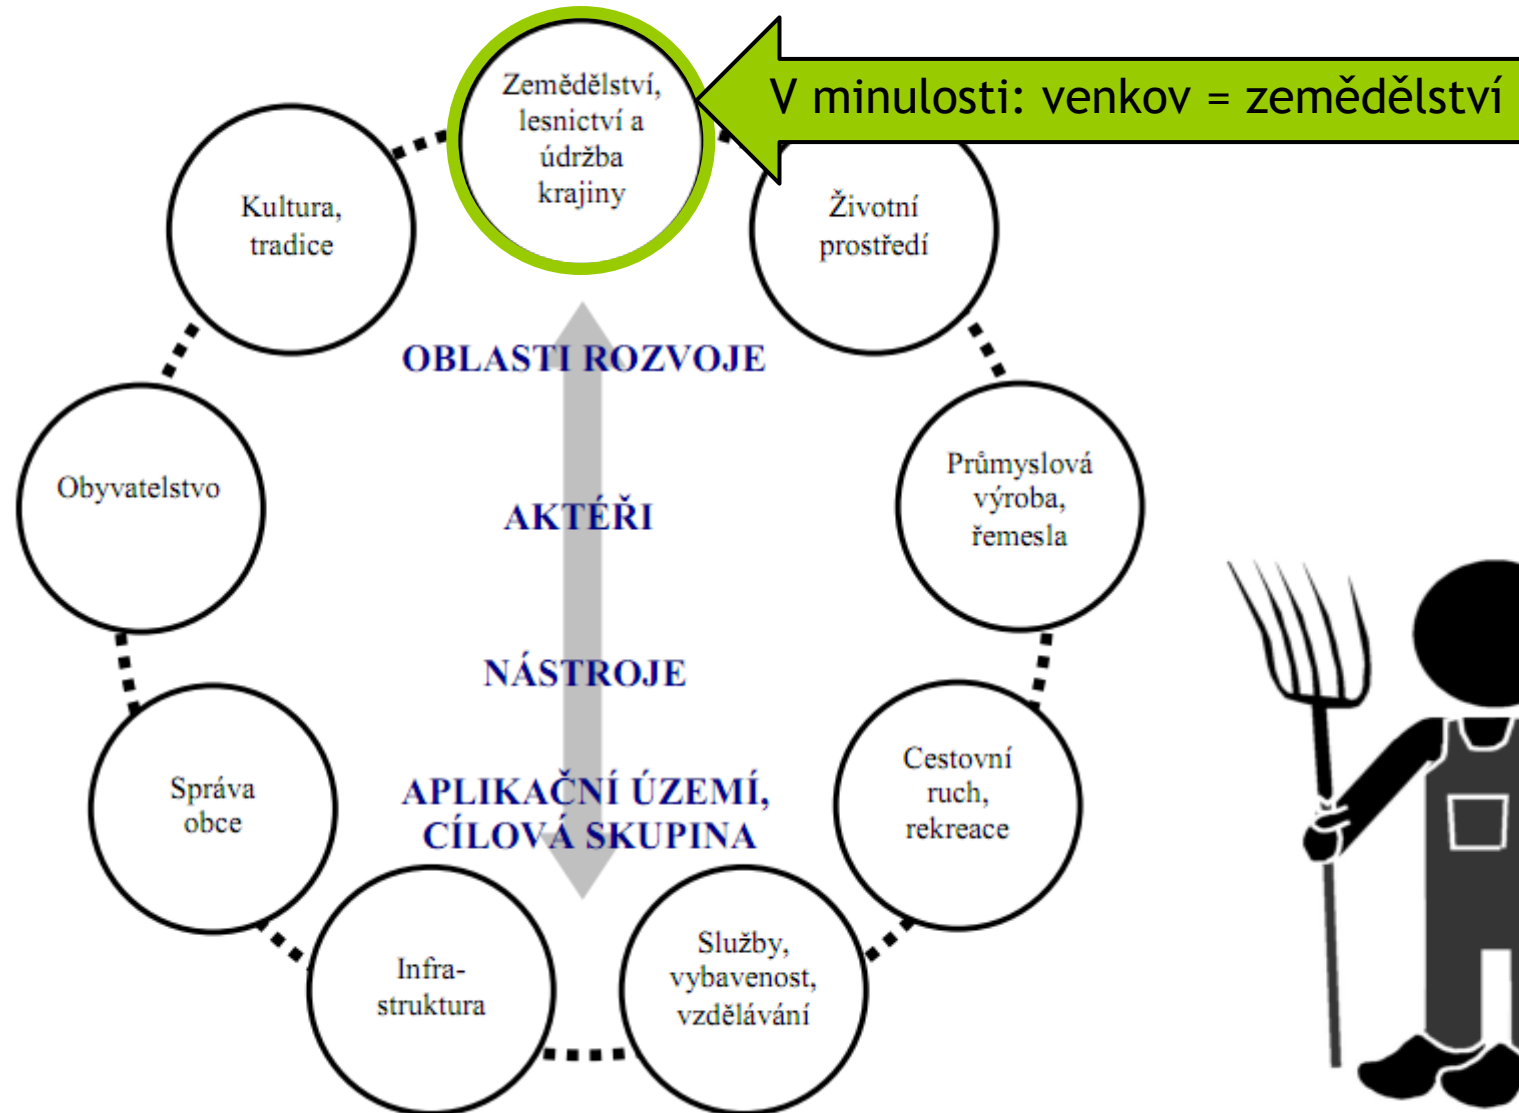 Zemědělství,
lesnictví a
údržba
krajiny
V minulosti: venkov = zemědělství
Kultura,
tradice
Životní
prostředí
OBLASTI ROZVOJE
Obyvatelstvo
AKTÉŘI
Průmyslová
výroba,
řemesla
NÁSTROJE
Správa
obce
APLIKAČNÍ ÚZEMÍ,
CÍLOVÁ SKUPINA
Cestovní
ruch,
rekreace
Infra-
struktura
Služby,
vybavenost,
vzdělávání